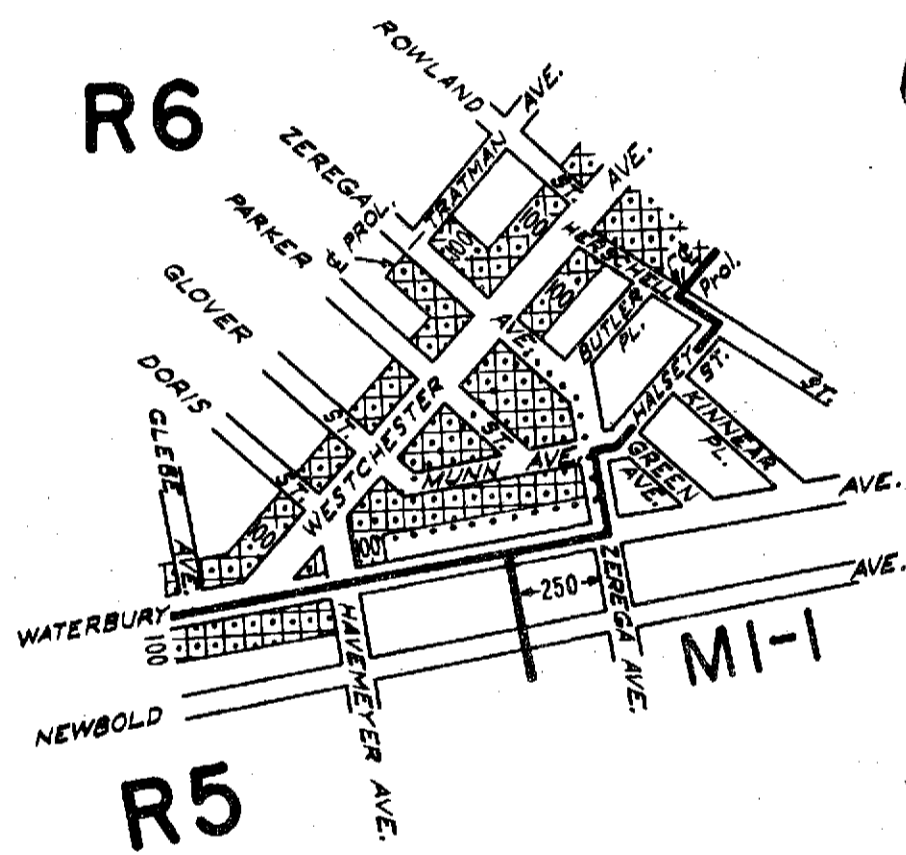 R6
ROWLAND
AVE.
ZEREGA
PROL.
TRATMAN
AVE.
PARKER
GLOVER
DORIS
GLEBE
AVE.
ST.
ST.
ST.
ST.
WESTCHESTER
100
100
100
100
100
HERSCHELL
ST.
Prol.
BUTLER
PL.
AVE.
HALSEY
ST.
KINNEAR
PL.
GREEN
AVE.
MUNN
AVE.
AVE.
AVE.
WATERBURY
100
250
ZEREGA AVE.
HAVEMEYER AVE.
NEWBOLD
M1-1
R5